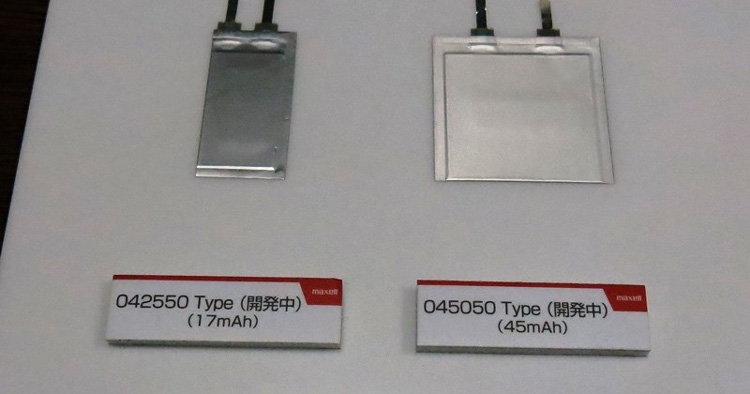 maxell
042550 Type (開発中)
(17mAh)
maxell
045050 Type (開発中)
(45mAh)